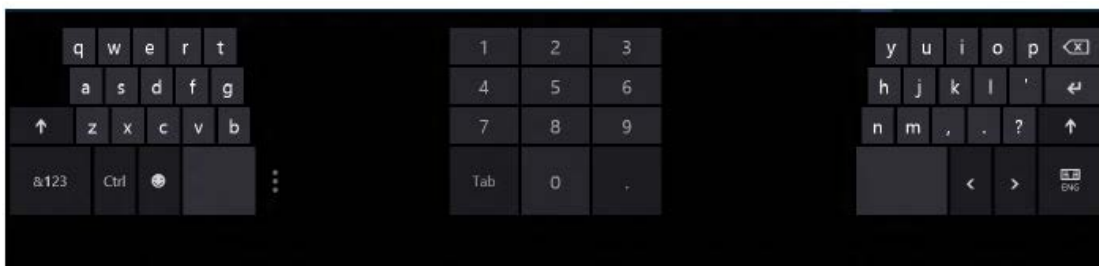 q w e r t 1 2 3 y u i o p
a s d f g 4 5 6 h j k l '
z x c v b 7 8 9 n m , . ?
&123 Ctrl Tab 0 . < > ENG